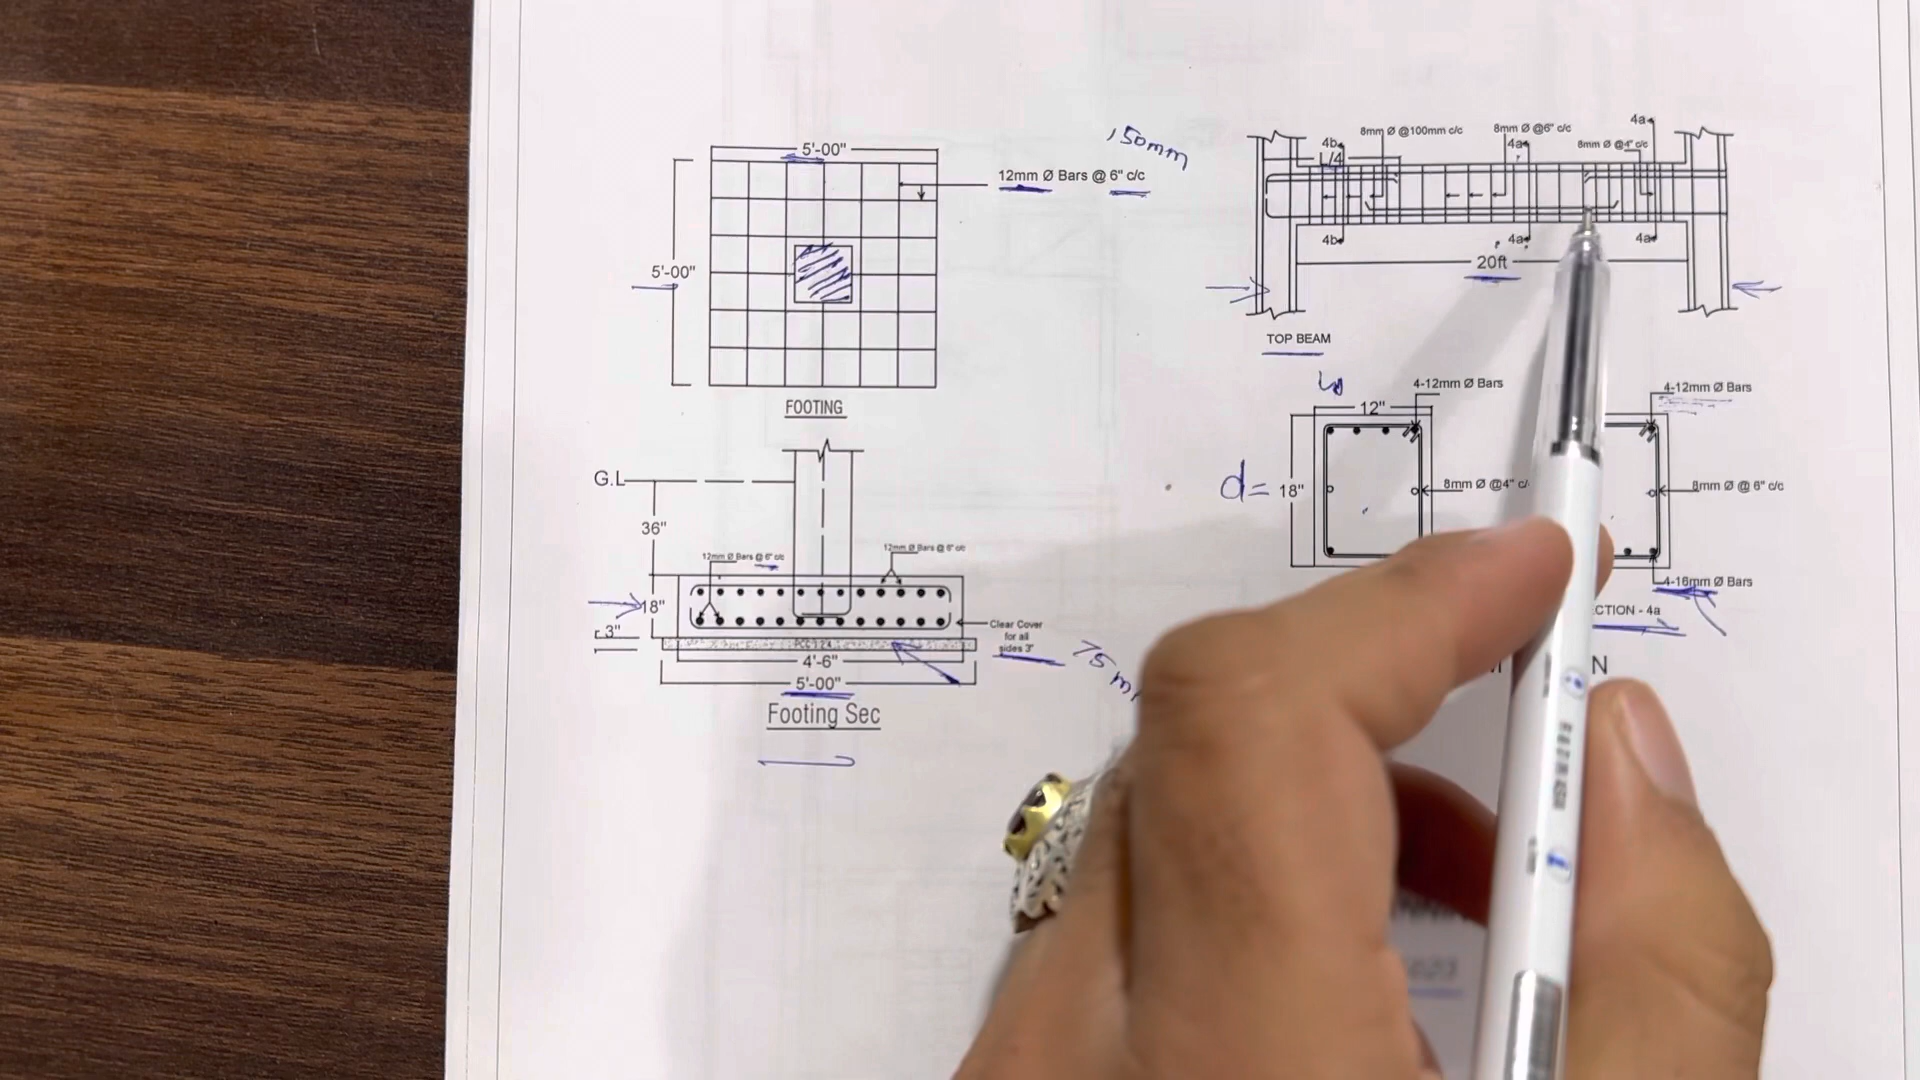 5'-00"
12mm Ø Bars @ 6" c/c
150mm
5'-00"
FOOTING
G.L
36"
12mm Ø Bars @ 6" c/c
12mm Ø Bars @ 6" c/c
18"
3"
Clear Cover
for all
sides 3"
75 m
4'-6"
5'-00"
Footing Sec
4b
8mm Ø @100mm c/c
8mm Ø @6" c/c
4a
8mm Ø @4" c/c
4a
L/4
4b
4a
4a
20ft
TOP BEAM
4-12mm Ø Bars
12"
d= 18"
8mm Ø @4" c/
4-12mm Ø Bars
8mm Ø @ 6" c/c
4-16mm Ø Bars
CTION - 4a
N